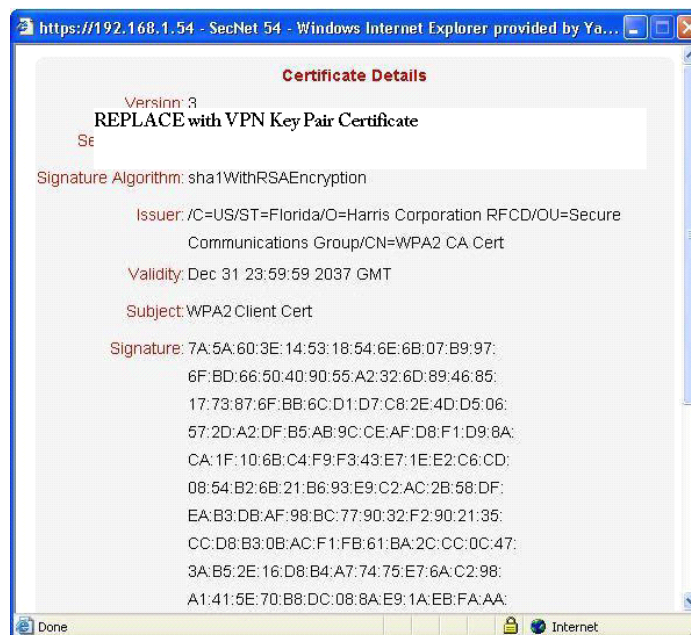 https://192.168.1.54 - SecNet 54 - Windows Internet Explorer provided by Ya...
Certificate Details
Version: 3
REPLACE with VPN Key Pair Certificate
Se
Signature Algorithm: sha1WithRSAEncryption
Issuer: /C=US/ST=Florida/O=Harris Corporation RFCD/OU=Secure
Communications Group/CN=WPA2 CA Cert
Validity: Dec 31 23:59:59 2037 GMT
Subject: WPA2 Client Cert
Signature: 7A:5A:60:3E:14:53:18:54:6E:6B:07:B9:97:
6F:BD:66:50:40:90:55:A2:32:6D:89:46:85:
17:73:87:6F:BB:6C:D1:D7:C8:2E:4D:D5:06:
57:2D:A2:DF:B5:AB:9C:CE:AF:D8:F1:D9:8A:
CA:1F:10:6B:C4:F9:F3:43:E7:1E:E2:C6:CD:
08:54:B2:6B:21:B6:93:E9:C2:AC:2B:58:DF:
EA:B3:DB:AF:98:BC:77:90:32:F2:90:21:35:
CC:D8:B3:0B:AC:F1:FB:61:BA:2C:CC:0C:47:
3A:B5:2E:16:D8:B4:A7:74:75:E7:6A:C2:98:
A1:41:5E:70:B8:DC:08:8A:E9:1A:EB:FA:AA:
Done
Internet